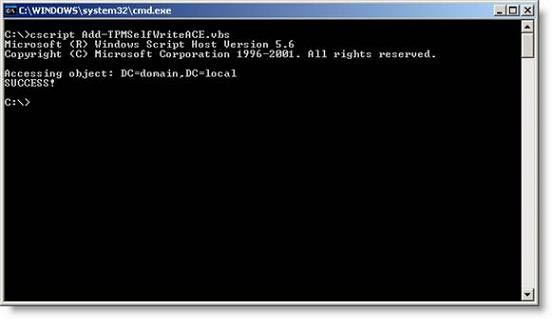 C:\WINDOWS\system32\cmd.exe
C:\>cscript Add-TPMSelfWriteACE.vbs
Microsoft (R) Windows Script Host Version 5.6
Copyright (C) Microsoft Corporation 1996-2001. All rights reserved.
Accessing object: DC=domain,DC=local
SUCCESS!
C:\>